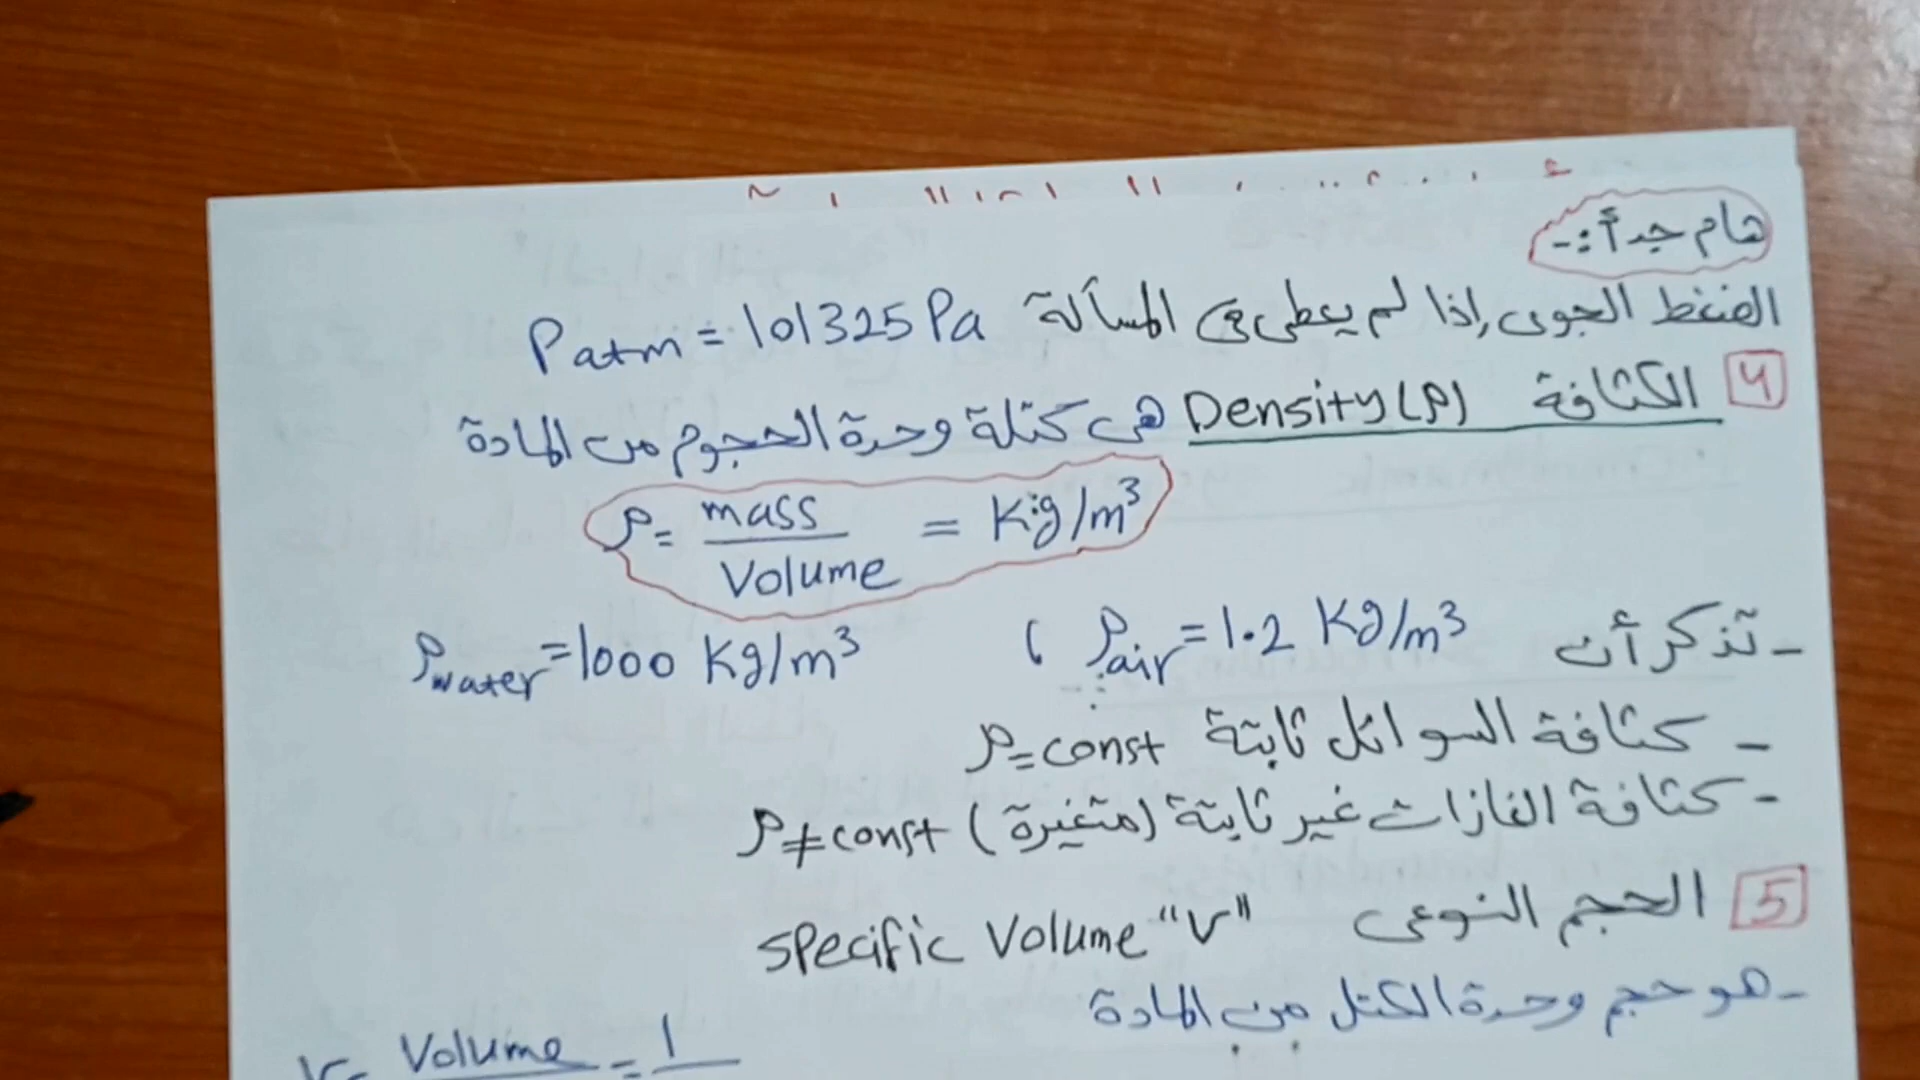 هام جداً :-
الضغط الجوى إذا لم يعطى فى المسألة Patm = 101325 Pa
4 الكثافة Density (ρ) هى كتلة وحدة الحجوم من المادة
ρ = mass / Volume = Kg/m³
- تذكر أن ρair = 1.2 Kg/m³ ، ρwater = 1000 Kg/m³
- كثافة السوائل ثابتة ρ = const
- كثافة الغازات غير ثابتة (متغيرة) ρ ≠ const
5 الحجم النوعى specific Volume "v"
- هو حجم وحدة الكتل من المادة
v = Volume = 1